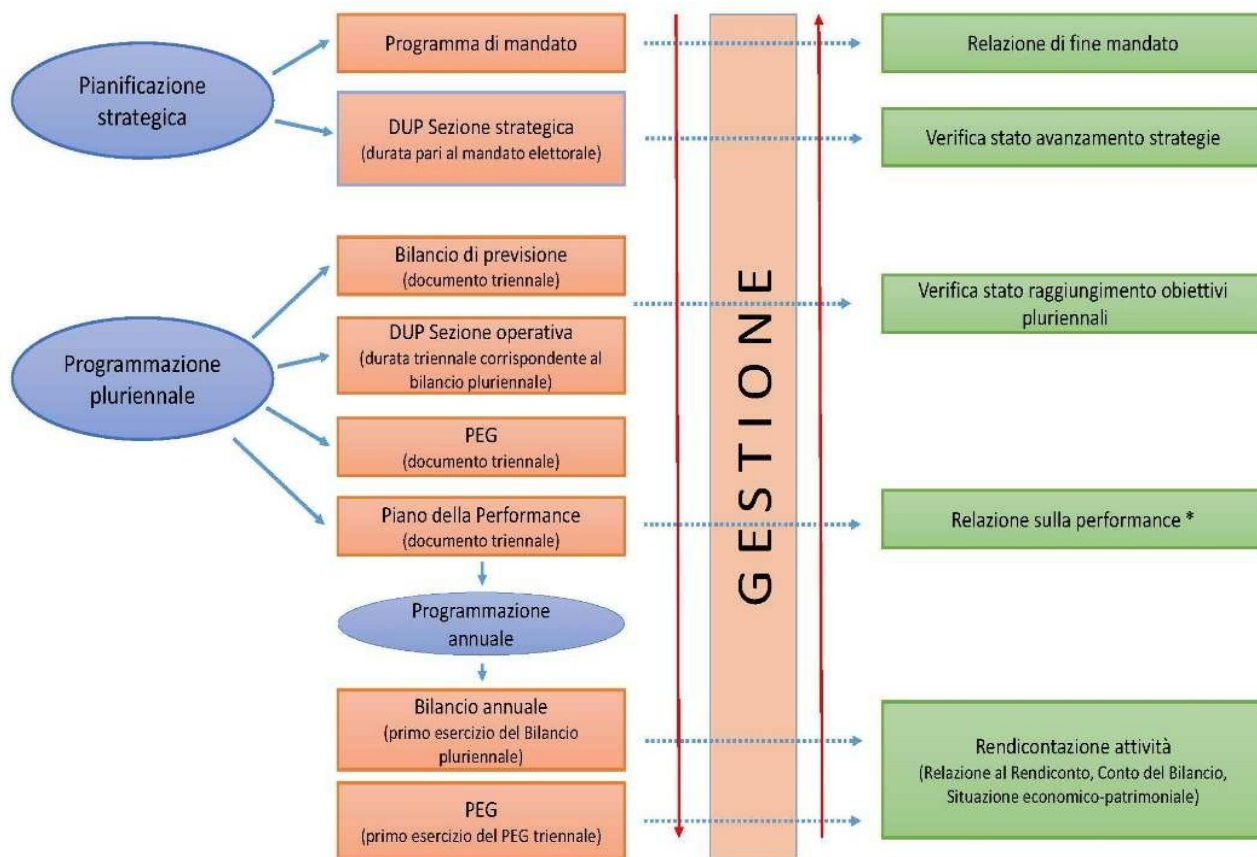 Pianificazione
strategica
Programma di mandato
Relazione di fine mandato
DUP Sezione strategica
(durata pari al mandato elettorale)
Verifica stato avanzamento strategie
Programmazione
pluriennale
Bilancio di previsione
(documento triennale)
DUP Sezione operativa
(durata triennale corrispondente al
bilancio pluriennale)
PEG
(documento triennale)
Piano della Performance
(documento triennale)
GESTIONE
Verifica stato raggiungimento obiettivi
pluriennali
Relazione sulla performance *
Programmazione
annuale
Bilancio annuale
(primo esercizio del Bilancio
pluriennale)
PEG
(primo esercizio del PEG triennale)
Rendicontazione attività
(Relazione al Rendiconto, Conto del Bilancio,
Situazione economico-patrimoniale)